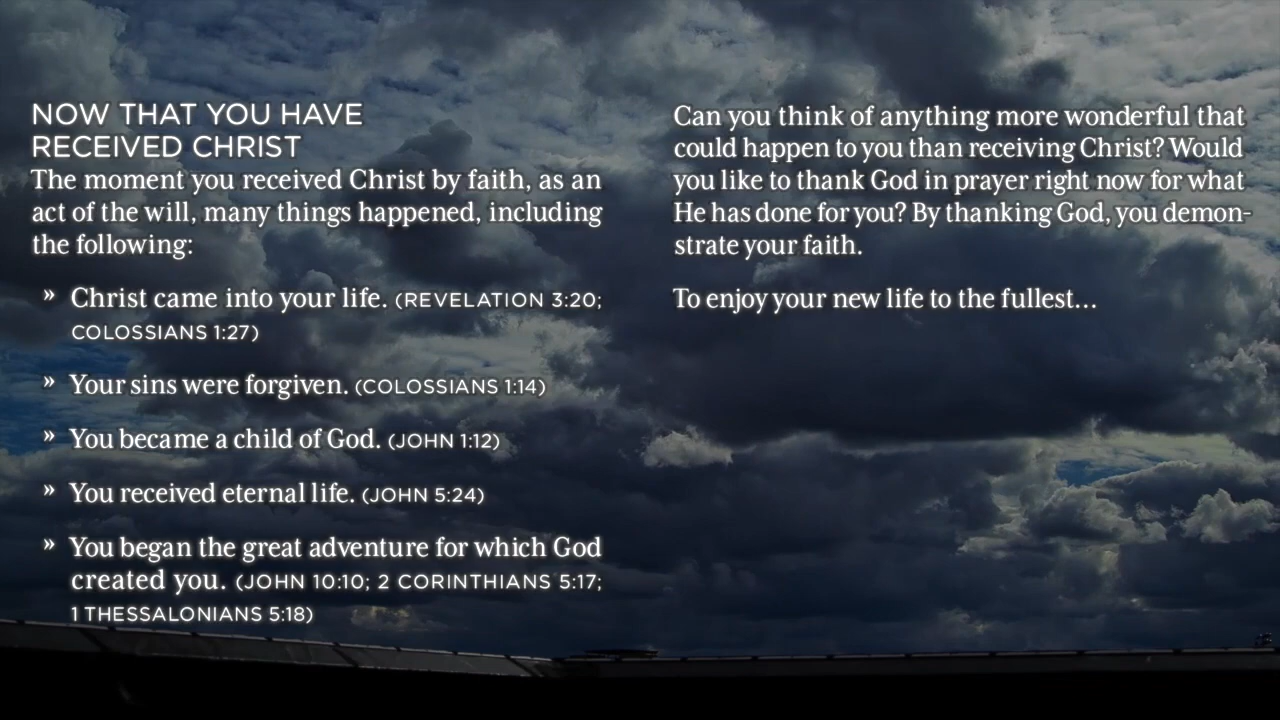 NOW THAT YOU HAVE
RECEIVED CHRIST
The moment you received Christ by faith, as an
act of the will, many things happened, including
the following:
» Christ came into your life. (REVELATION 3:20;
COLOSSIANS 1:27)
» Your sins were forgiven. (COLOSSIANS 1:14)
» You became a child of God. (JOHN 1:12)
» You received eternal life. (JOHN 5:24)
» You began the great adventure for which God
created you. (JOHN 10:10; 2 CORINTHIANS 5:17;
1 THESSALONIANS 5:18)
Can you think of anything more wonderful that
could happen to you than receiving Christ? Would
you like to thank God in prayer right now for what
He has done for you? By thanking God, you demon-
strate your faith.
To enjoy your new life to the fullest…